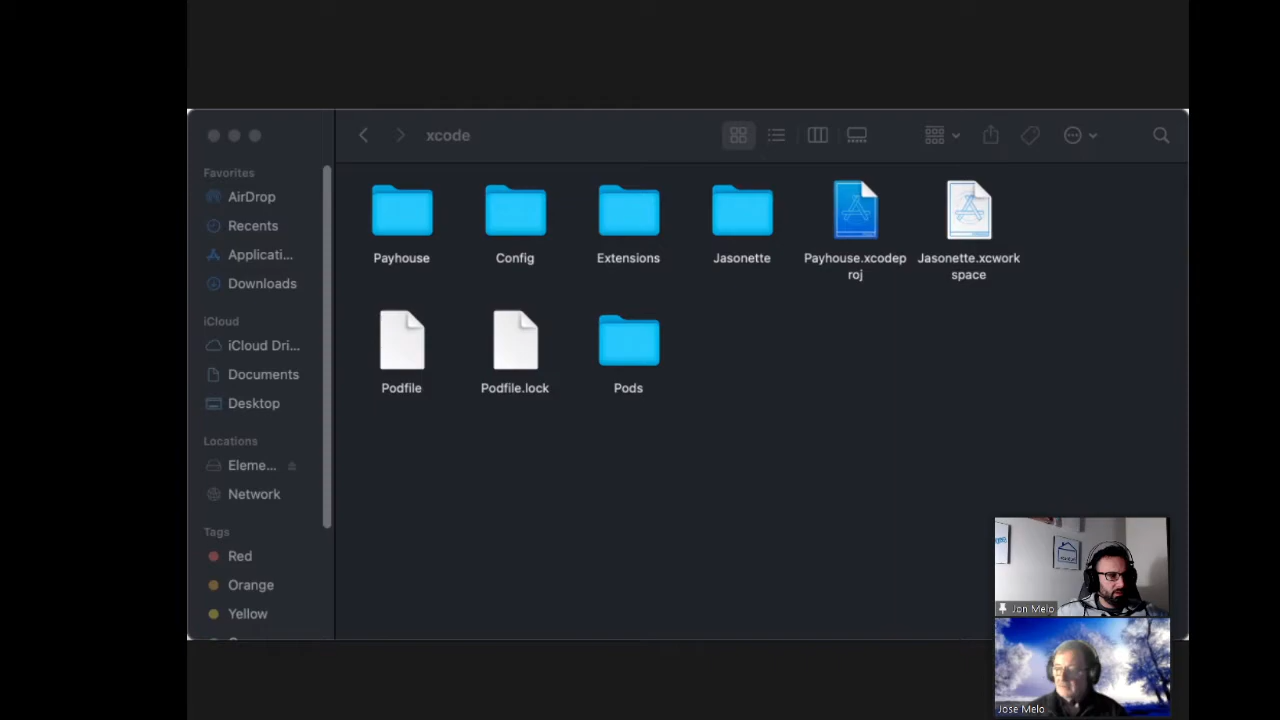 xcode
Favorites
AirDrop
Recents
Applicati...
Downloads
iCloud
iCloud Dri...
Documents
Desktop
Locations
Eleme...
Network
Tags
Red
Orange
Yellow
Payhouse
Config
Extensions
Jasonette
Payhouse.xcodep
roj
Jasonette.xcwork
space
Podfile
Podfile.lock
Pods
Jon Melo
Jose Melo